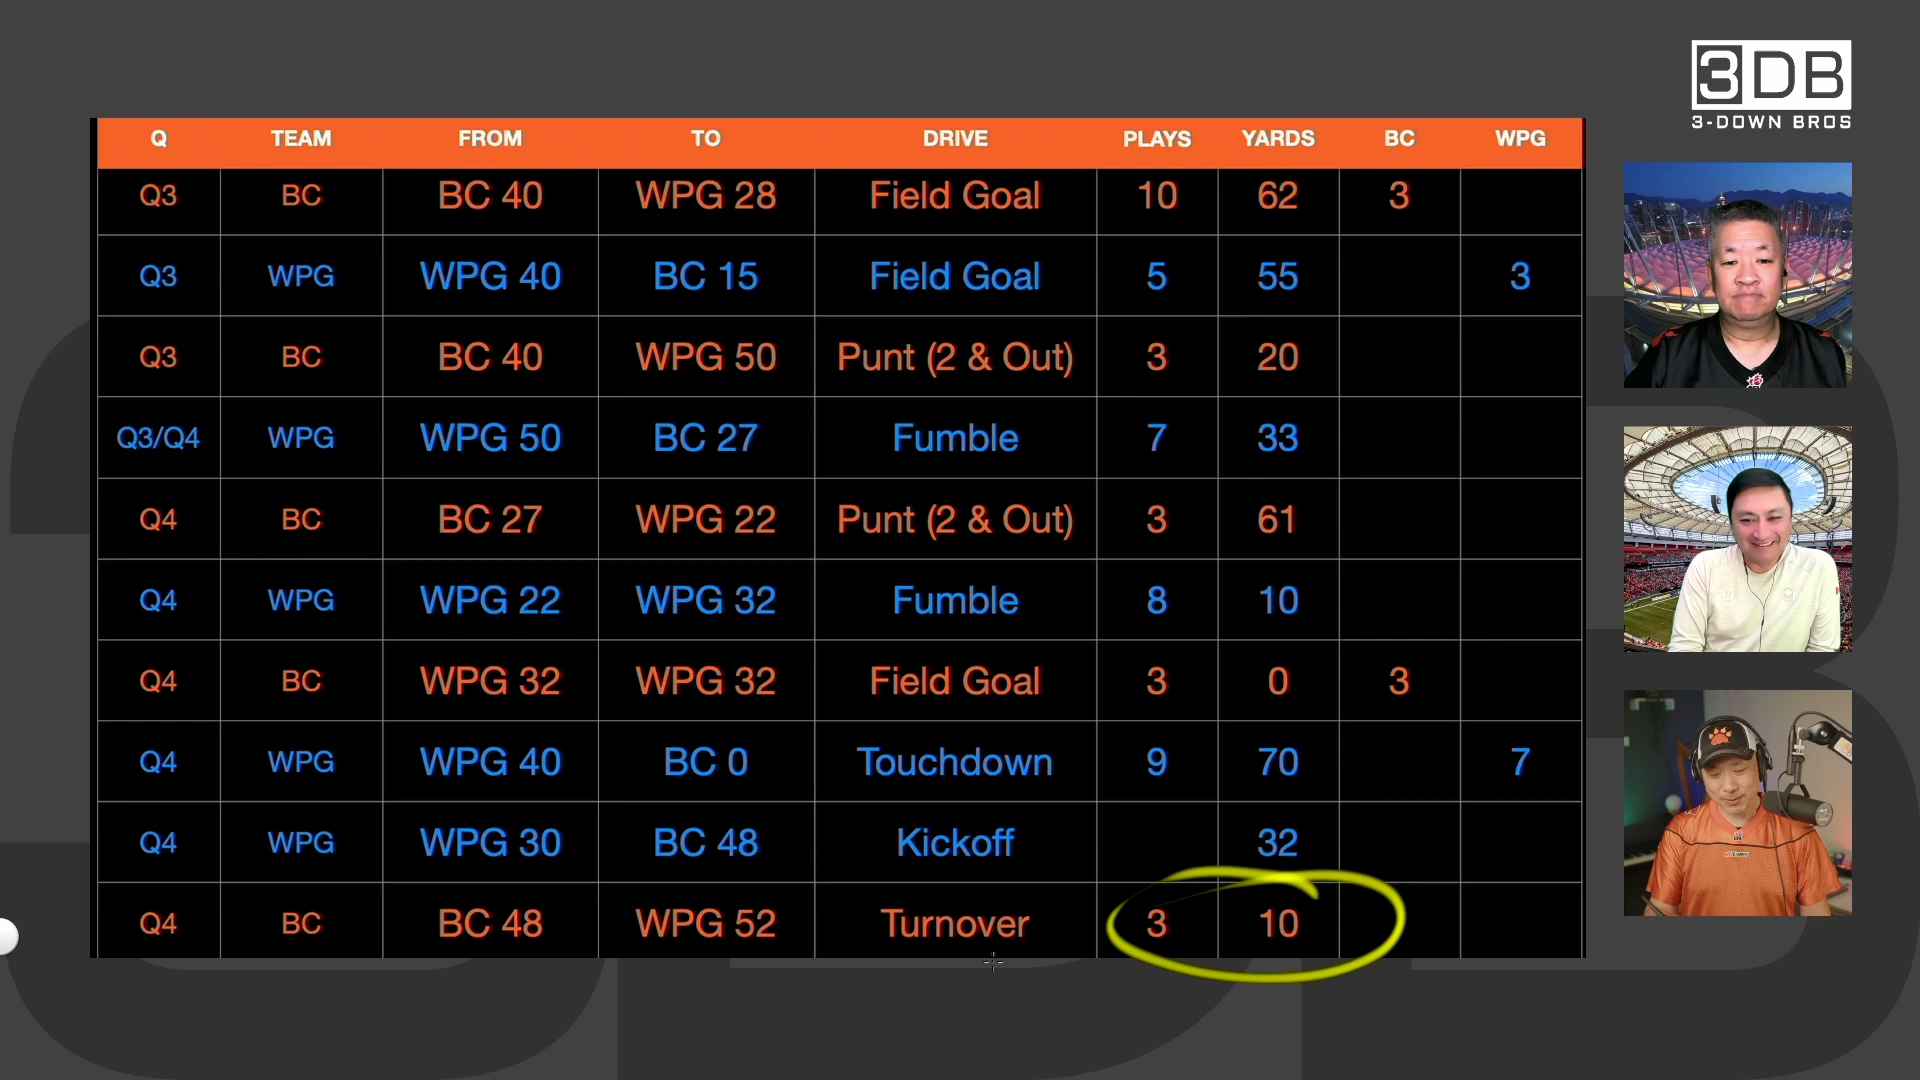 3DB
3-DOWN BROS
Q TEAM FROM TO DRIVE PLAYS YARDS BC WPG
Q3 BC BC 40 WPG 28 Field Goal 10 62 3
Q3 WPG WPG 40 BC 15 Field Goal 5 55 3
Q3 BC BC 40 WPG 50 Punt (2 & Out) 3 20
Q3/Q4 WPG WPG 50 BC 27 Fumble 7 33
Q4 BC BC 27 WPG 22 Punt (2 & Out) 3 61
Q4 WPG WPG 22 WPG 32 Fumble 8 10
Q4 BC WPG 32 WPG 32 Field Goal 3 0 3
Q4 WPG WPG 40 BC 0 Touchdown 9 70 7
Q4 WPG WPG 30 BC 48 Kickoff 32
Q4 BC BC 48 WPG 52 Turnover 3 10